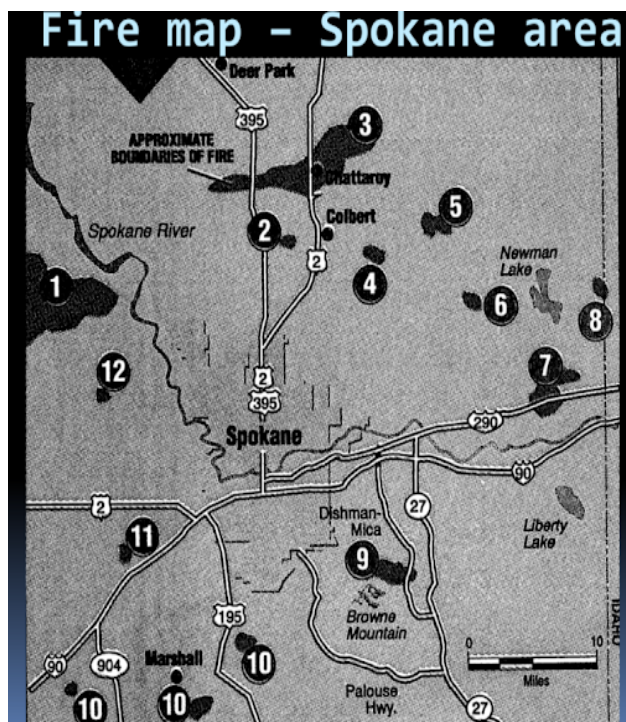 Fire map – Spokane area
Deer Park
395
3
APPROXIMATE
BOUNDARIES OF FIRE
Chattaroy
5
Spokane River
2
Colbert
Newman
Lake
2
4
1
6
8
12
7
2
395
290
Spokane
90
2
27
Dishman-
Mica
Liberty
Lake
11
9
195
Browne
Mountain
IDAHO
10
0
10
90
904
Marshall
Miles
10
10
Palouse
Hwy.
27